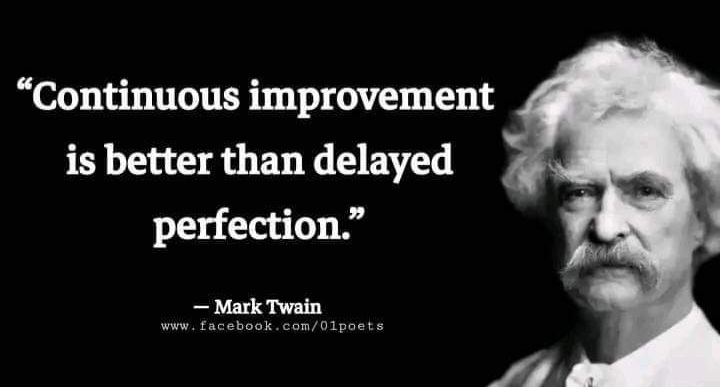 “Continuous improvement
is better than delayed
perfection.”
— Mark Twain
www.facebook.com/01poets